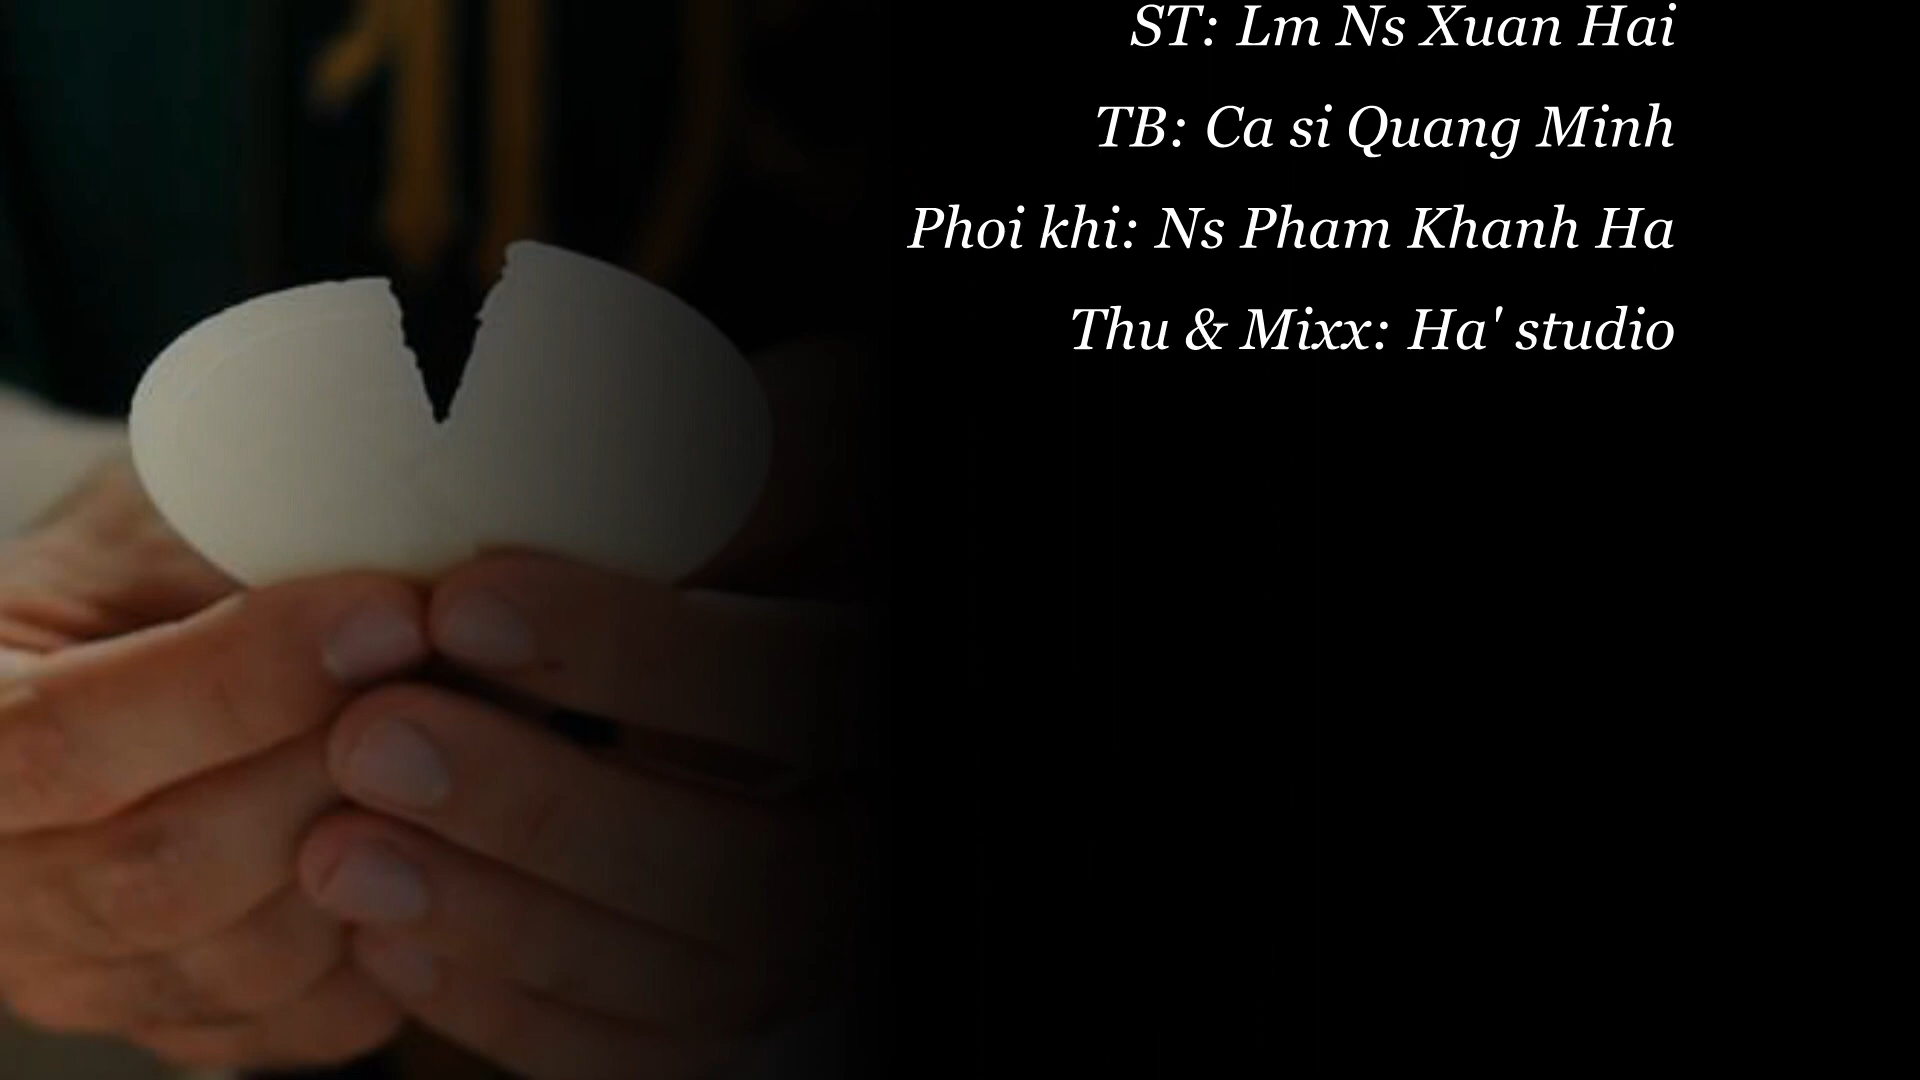 ST: Lm Ns Xuan Hai
TB: Ca si Quang Minh
Phoi khi: Ns Pham Khanh Ha
Thu & Mixx: Ha' studio